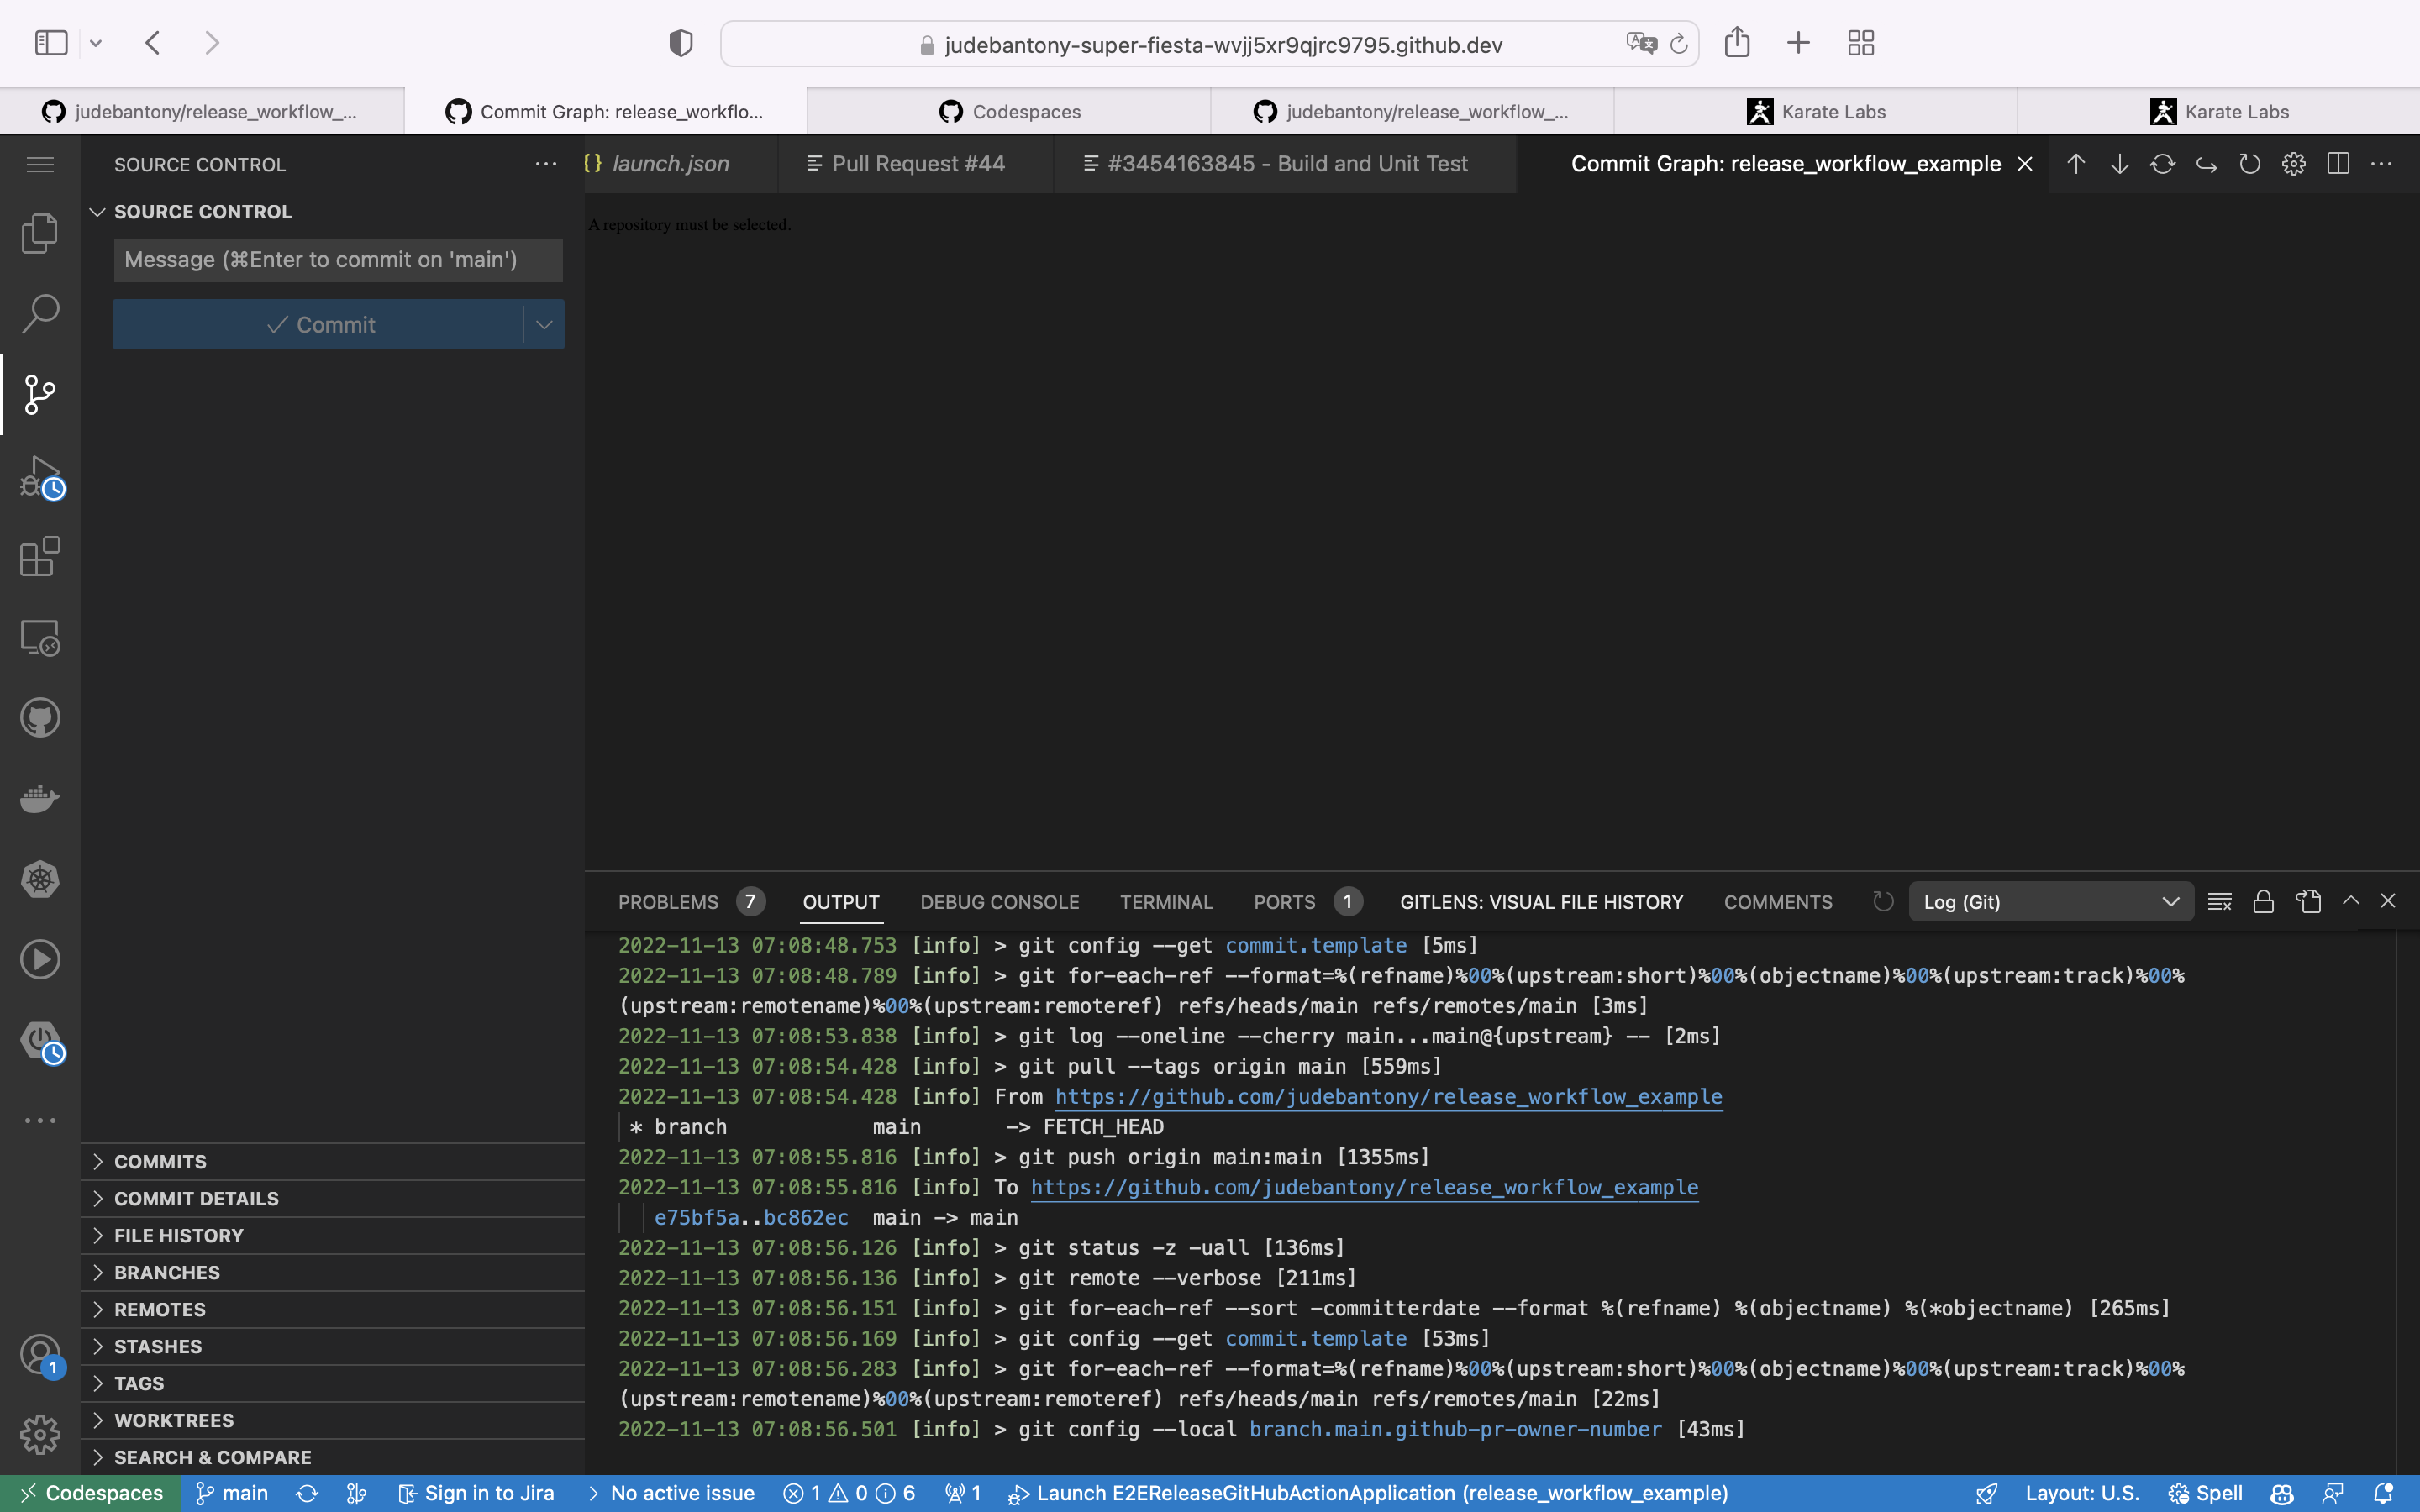 judebantony-super-fiesta-wvjj5xr9qjrc9795.github.dev
judebantony/release_workflow_...
Commit Graph: release_workflo...
Codespaces
judebantony/release_workflow_...
Karate Labs
Karate Labs
SOURCE CONTROL
SOURCE CONTROL
Message (⌘Enter to commit on 'main')
Commit
{} launch.json
Pull Request #44
#3454163845 - Build and Unit Test
Commit Graph: release_workflow_example
A repository must be selected.
PROBLEMS 7 OUTPUT DEBUG CONSOLE TERMINAL PORTS 1 GITLENS: VISUAL FILE HISTORY COMMENTS Log (Git)
2022-11-13 07:08:48.753 [info] > git config --get commit.template [5ms]
2022-11-13 07:08:48.789 [info] > git for-each-ref --format=%(refname)%00%(upstream:short)%00%(objectname)%00%(upstream:track)%00%
(upstream:remotename)%00%(upstream:remoteref) refs/heads/main refs/remotes/main [3ms]
2022-11-13 07:08:53.838 [info] > git log --oneline --cherry main...main@{upstream} -- [2ms]
2022-11-13 07:08:54.428 [info] > git pull --tags origin main [559ms]
2022-11-13 07:08:54.428 [info] From https://github.com/judebantony/release_workflow_example
* branch main -> FETCH_HEAD
2022-11-13 07:08:55.816 [info] > git push origin main:main [1355ms]
2022-11-13 07:08:55.816 [info] To https://github.com/judebantony/release_workflow_example
e75bf5a..bc862ec main -> main
2022-11-13 07:08:56.126 [info] > git status -z -uall [136ms]
2022-11-13 07:08:56.136 [info] > git remote --verbose [211ms]
2022-11-13 07:08:56.151 [info] > git for-each-ref --sort -committerdate --format %(refname) %(objectname) %(*objectname) [265ms]
2022-11-13 07:08:56.169 [info] > git config --get commit.template [53ms]
2022-11-13 07:08:56.283 [info] > git for-each-ref --format=%(refname)%00%(upstream:short)%00%(objectname)%00%(upstream:track)%00%
(upstream:remotename)%00%(upstream:remoteref) refs/heads/main refs/remotes/main [22ms]
2022-11-13 07:08:56.501 [info] > git config --local branch.main.github-pr-owner-number [43ms]
COMMITS
COMMIT DETAILS
FILE HISTORY
BRANCHES
REMOTES
STASHES
TAGS
WORKTREES
SEARCH & COMPARE
1
Codespaces main Sign in to Jira No active issue 1 0 6 1 Launch E2EReleaseGitHubActionApplication (release_workflow_example) Layout: U.S. Spell